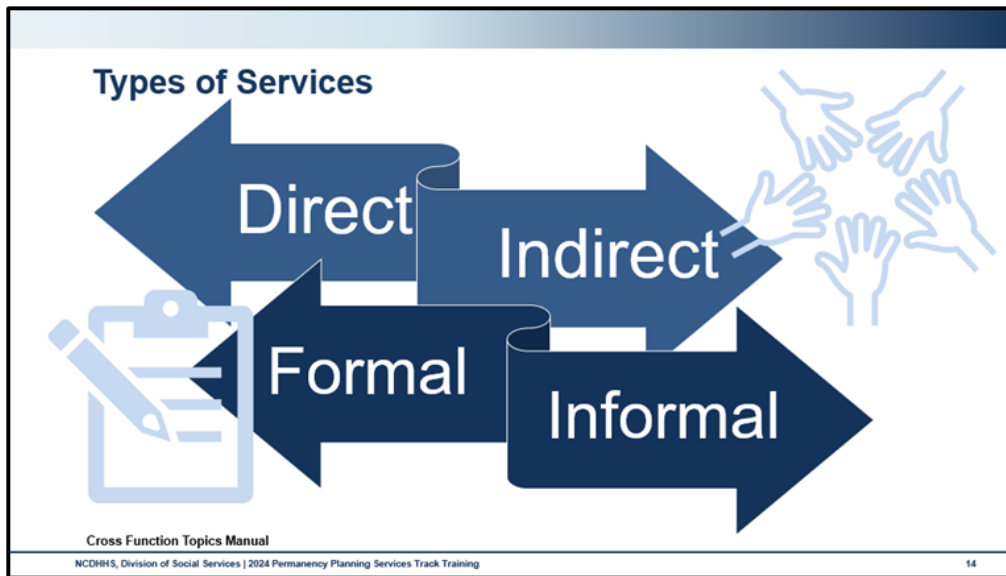 Types of Services
Direct
Indirect
Formal
Informal
Cross Function Topics Manual
NCDHHS, Division of Social Services | 2024 Permanency Planning Services Track Training
14